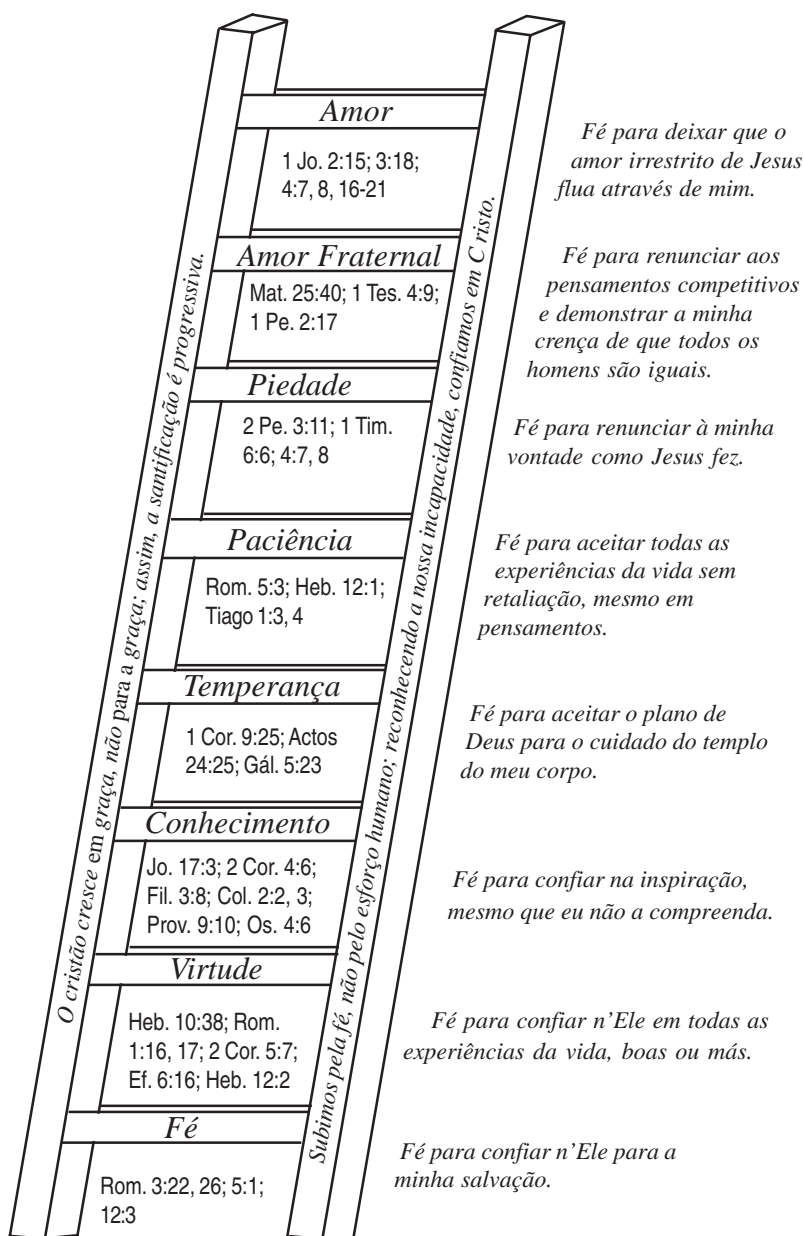 Amor
1 Jo. 2:15; 3:18;
4:7, 8, 16-21
Fé para deixar que o
amor irrestrito de Jesus
flua através de mim.
Amor Fraternal
Mat. 25:40; 1 Tes. 4:9;
1 Pe. 2:17
Fé para renunciar aos
pensamentos competitivos
e demonstrar a minha
crença de que todos os
homens são iguais.
Piedade
2 Pe. 3:11; 1 Tim.
6:6; 4:7, 8
Fé para renunciar à minha
vontade como Jesus fez.
Paciência
Rom. 5:3; Heb. 12:1;
Tiago 1:3, 4
Fé para aceitar todas as
experiências da vida sem
retaliação, mesmo em
pensamentos.
Temperança
1 Cor. 9:25; Actos
24:25; Gál. 5:23
Fé para aceitar o plano de
Deus para o cuidado do templo
do meu corpo.
Conhecimento
Jo. 17:3; 2 Cor. 4:6;
Fil. 3:8; Col. 2:2, 3;
Prov. 9:10; Os. 4:6
Fé para confiar na inspiração,
mesmo que eu não a compreenda.
Virtude
Heb. 10:38; Rom.
1:16, 17; 2 Cor. 5:7;
Ef. 6:16; Heb. 12:2
Fé para confiar n’Ele em todas as
experiências da vida, boas ou más.
Fé
Rom. 3:22, 26; 5:1;
12:3
Fé para confiar n’Ele para a
minha salvação.
O cristão cresce em graça, não para a graça; assim, a santificação é progressiva.
Subimos pela fé, não pelo esforço humano; reconhecendo a nossa incapacidade, confiamos em C risto.